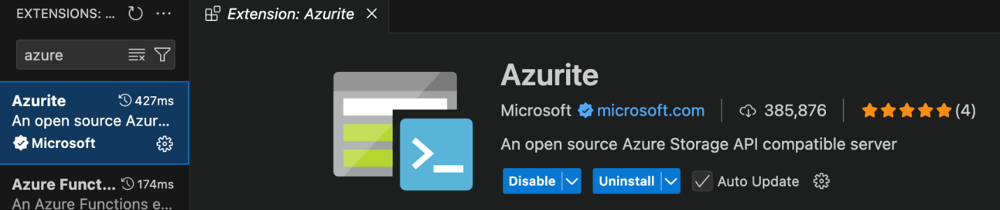 EXTENSIONS: ...
azure
Azurite 427ms
An open source Azur...
Microsoft
Azure Funct... 174ms
An Azure Functions e...
Extension: Azurite
Azurite
Microsoft microsoft.com 385,876 (4)
An open source Azure Storage API compatible server
Disable Uninstall Auto Update